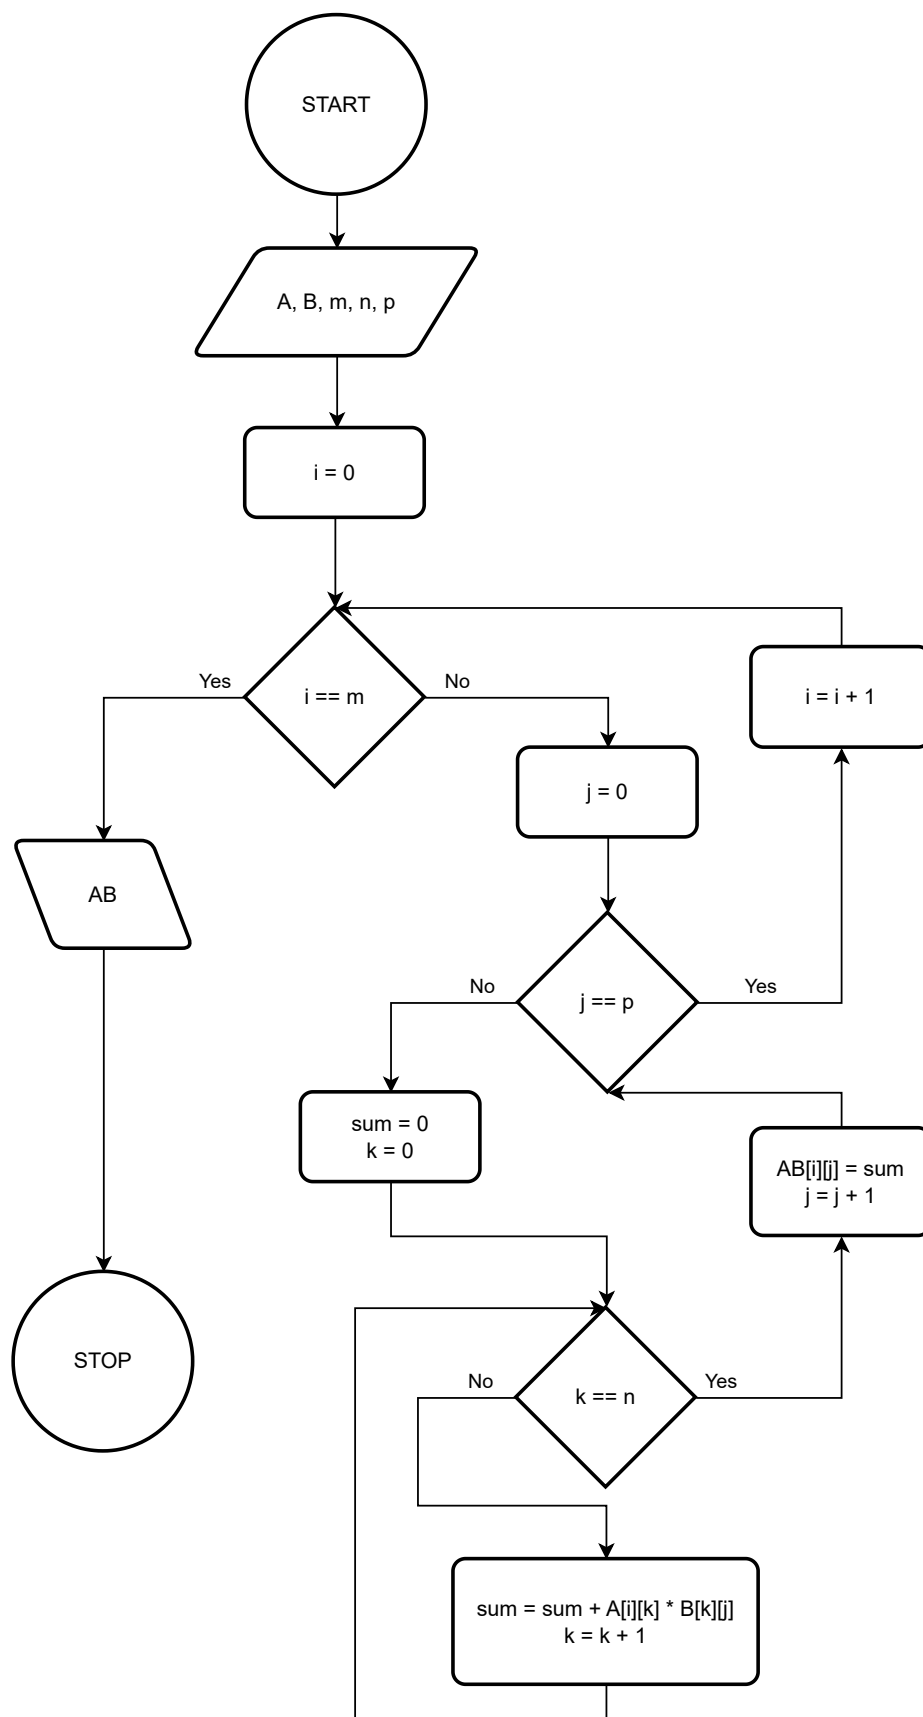 START
A, B, m, n, p
i = 0
Yes
i == m
No
i = i + 1
j = 0
AB
No
j == p
Yes
sum = 0
k = 0
AB[i][j] = sum
j = j + 1
STOP
No
k == n
Yes
sum = sum + A[i][k] * B[k][j]
k = k + 1